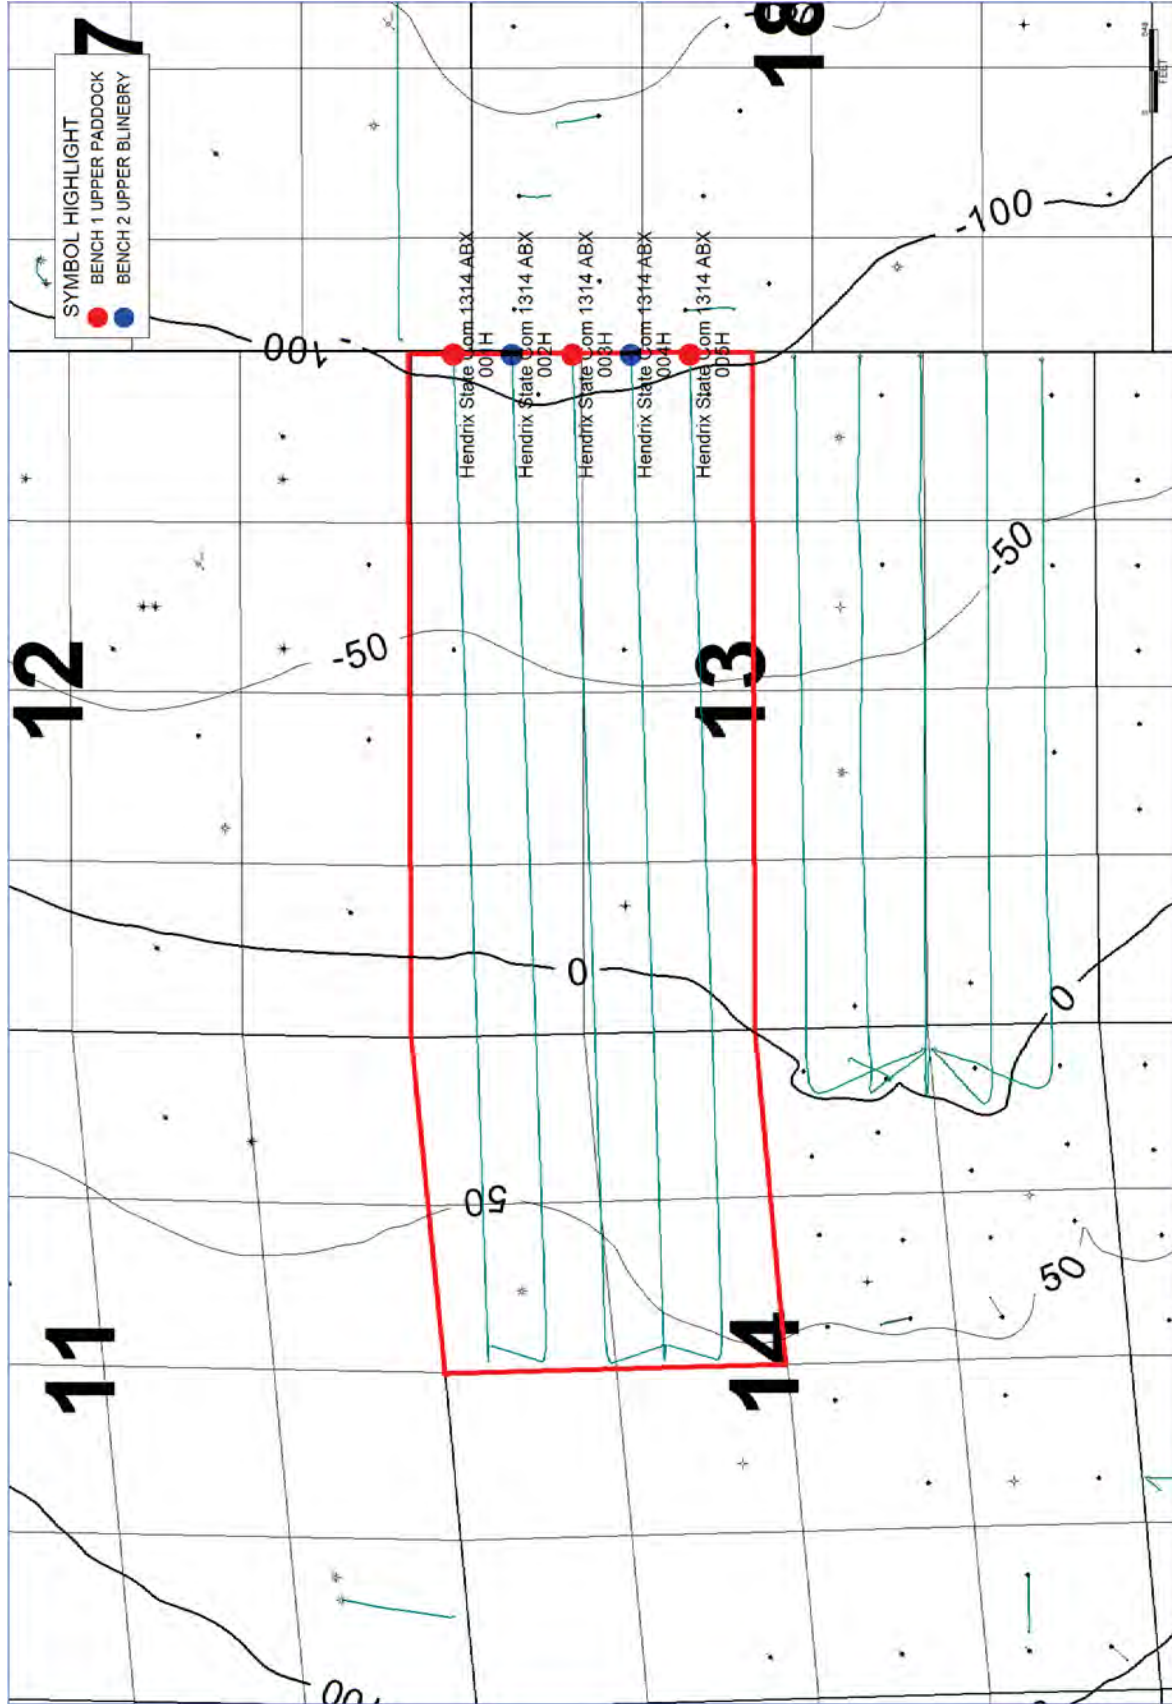 7
18
SYMBOL HIGHLIGHT
BENCH 1 UPPER PADDOCK
BENCH 2 UPPER BLINEBRY
0
FEET
-100
-100
Hendrix State Com 1314 ABX
001H
Hendrix State Com 1314 ABX
002H
Hendrix State Com 1314 ABX
003H
Hendrix State Com 1314 ABX
004H
Hendrix State Com 1314 ABX
005H
12
-50
13
-50
0
0
50
50
11
14